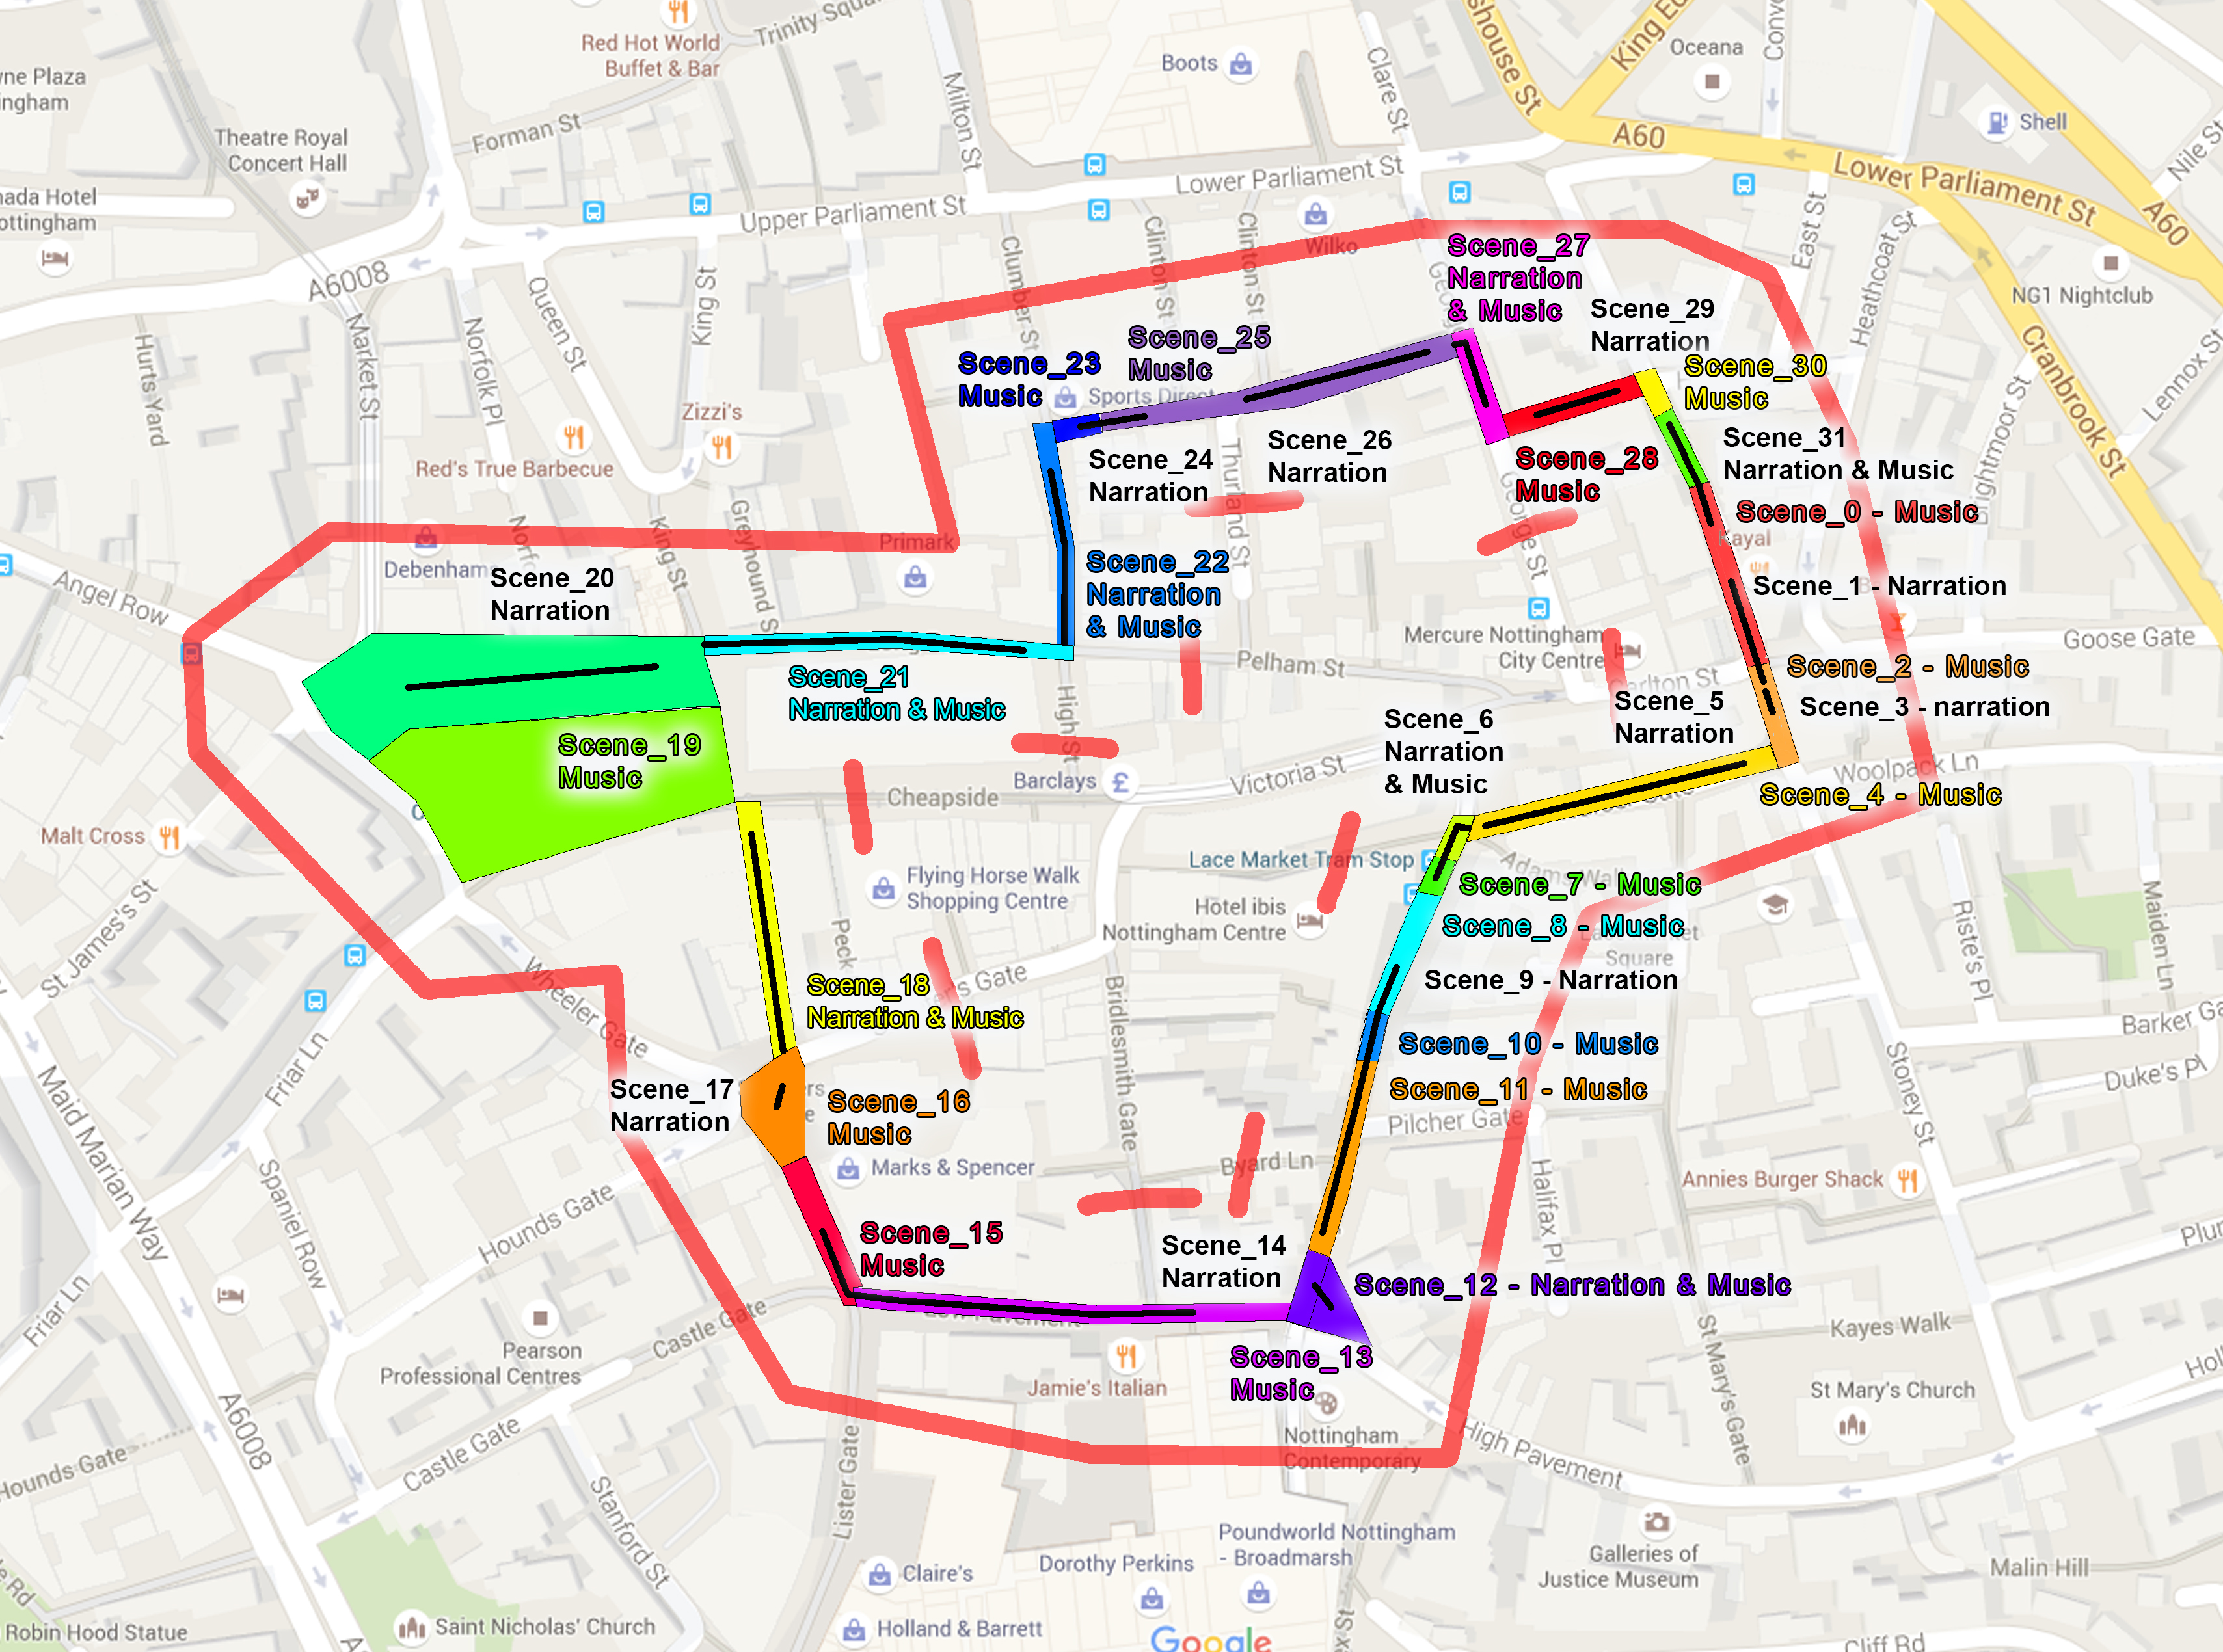 Trinity Squa
Red Hot World
Buffet & Bar
yne Plaza
ingham
Theatre Royal
Concert Hall
Forman St
Milton St
Boots
Clare St
shouse St
King Ed
Oceana
Conv
A60
Shell
Nile St
Lower Parliament St
Lower Parliament St
A60
nada Hotel
ottingham
Upper Parliament St
A6008
Wilko
East St
Heathcoat St
NG1 Nightclub
Cranbrook St
Lennox St
Hurts Yard
Market St
Norfolk Pl
Queen St
King St
Clumber St
Clinton St
Clinton St
Scene_27
Narration
& Music
Scene_29
Narration
Scene_30
Music
Scene_25
Music
Scene_23
Music
Sports Direct
Zizzi's
Red's True Barbecue
Scene_24
Narration
Scene_26
Narration
Scene_28
Music
Scene_31
Narration & Music
Scene_0 - Music
Kayal
Thurland St
George St
Brightmoor St
Greyhound S
King St
Norf
Primark
Debenham
Scene_20
Narration
Angel Row
Scene_22
Narration
& Music
Scene_1 - Narration
Mercure Nottingham
City Centre
Goose Gate
Pelham St
Carlton St
Scene_2 - Music
Scene_21
Narration & Music
High St
Scene_5
Narration
Scene_3 - narration
Scene_6
Narration
& Music
Scene_19
Music
Barclays
Victoria St
Woolpack Ln
Cheapside
Scene_4 - Music
Malt Cross
Lace Market Tram Stop
Adams Walk
Flying Horse Walk
Shopping Centre
Scene_7 - Music
Hotel ibis
Nottingham Centre
Scene_8 - Music
Square
St James's St
Peck
Wheeler Gate
Scene_18
Narration & Music
er's Gate
Bridlesmith Gate
Scene_9 - Narration
Riste's Pl
Maiden Ln
Barker Ga
Friar Ln
Scene_10 - Music
Stoney St
Duke's Pl
Maid Marian Way
Scene_17
Narration
Scene_16
Music
Scene_11 - Music
Pilcher Gate
Marks & Spencer
Byard Ln
Halifax Pl
Annies Burger Shack
Spaniel Row
Hounds Gate
Scene_15
Music
Scene_14
Narration
Scene_12 - Narration & Music
Plu
Friar Ln
Castle Gate
Low Pavement
Pearson
Professional Centres
Jamie's Italian
Scene_13
Music
St Mary's Gate
Kayes Walk
Holl
St Mary's Church
A6008
Hounds Gate
Castle Gate
Stanford St
Lister Gate
Nottingham
Contemporary
High Pavement
Poundworld Nottingham
- Broadmarsh
Galleries of
Justice Museum
Malin Hill
Claire's
Dorothy Perkins
Saint Nicholas' Church
Holland & Barrett
Robin Hood Statue
e Rd
Google
Cliff Rd